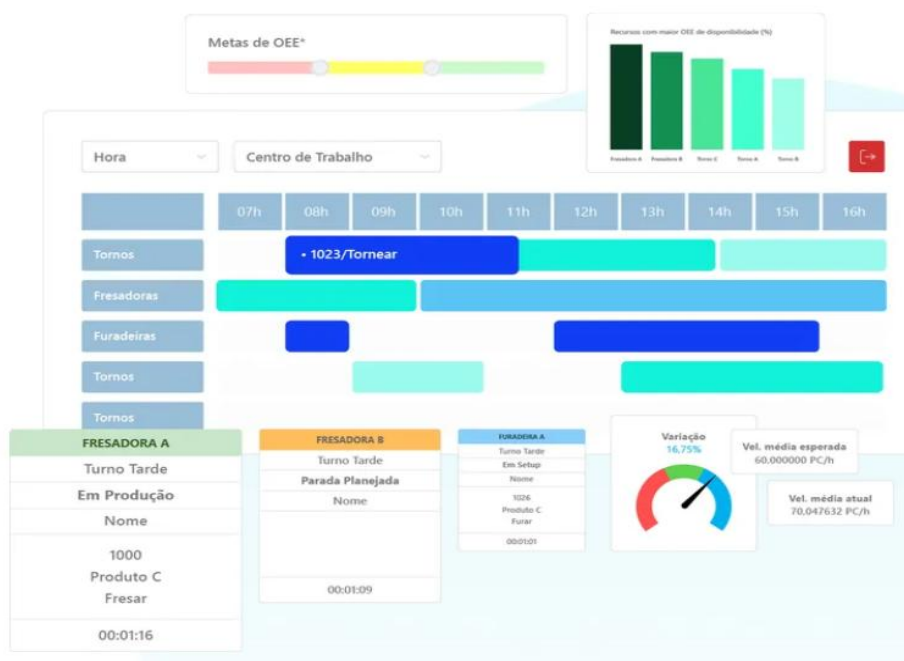 Metas de OEE*
Recursos com maior OEE de disponibilidade (%)
Fresadora A Fresadora B Torno C Torno A Torno B
Hora
Centro de Trabalho
07h 08h 09h 10h 11h 12h 13h 14h 15h 16h
Tornos
• 1023/Tornear
Fresadoras
Furadeiras
Tornos
Tornos
FRESADORA A
Turno Tarde
Em Produção
Nome
1000
Produto C
Fresar
00:01:16
FRESADORA B
Turno Tarde
Parada Planejada
Nome
00:01:09
FURADEIRA A
Turno Tarde
Em Setup
Nome
1026
Produto C
Furar
00:01:01
Variação
16,75%
Vel. média esperada
60,000000 PC/h
Vel. média atual
70,047632 PC/h